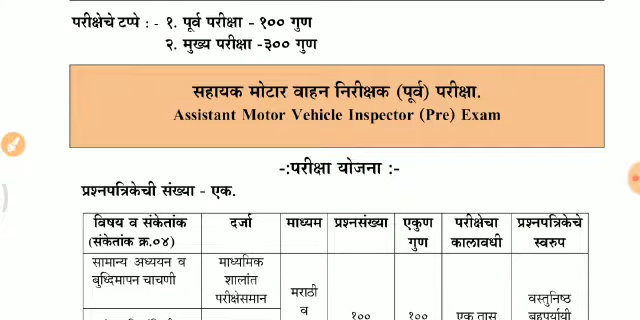 परीक्षेचे टप्पे : - १. पूर्व परीक्षा - १०० गुण
२. मुख्य परीक्षा -३०० गुण
सहायक मोटार वाहन निरीक्षक (पूर्व) परीक्षा.
Assistant Motor Vehicle Inspector (Pre) Exam
-:परीक्षा योजना :-
प्रश्नपत्रिकेची संख्या - एक.
विषय व संकेतांक दर्जा माध्यम प्रश्नसंख्या एकुण परीक्षेचा प्रश्नपत्रिकेचे
(संकेतांक क्र.०४) गुण कालावधी स्वरुप
सामान्य अध्ययन व माध्यमिक
बुध्दिमापन चाचणी शालांत
परीक्षेसमान मराठी वस्तुनिष्ठ
व १०० १०० एक तास बहुपर्यायी